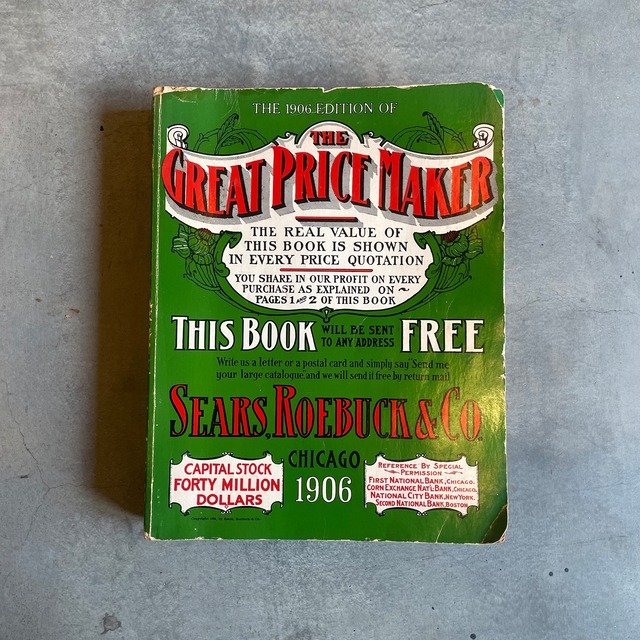 THE 1906 EDITION OF
THE
GREAT PRICE MAKER
THE REAL VALUE OF
THIS BOOK IS SHOWN
IN EVERY PRICE QUOTATION
YOU SHARE IN OUR PROFIT ON EVERY
PURCHASE AS EXPLAINED ON ~
PAGES 1 AND 2 OF THIS BOOK
THIS BOOK WILL BE SENT TO ANY ADDRESS FREE
Write us a letter or a postal card and simply say "Send me
your large catalogue", and we will send it free by return mail
SEARS, ROEBUCK & CO.
CHICAGO
1906
CAPITAL STOCK
FORTY MILLION
DOLLARS
REFERENCE BY SPECIAL
PERMISSION
FIRST NATIONAL BANK, CHICAGO.
CORN EXCHANGE NAT'L BANK, CHICAGO.
NATIONAL CITY BANK, NEW YORK.
SECOND NATIONAL BANK, BOSTON